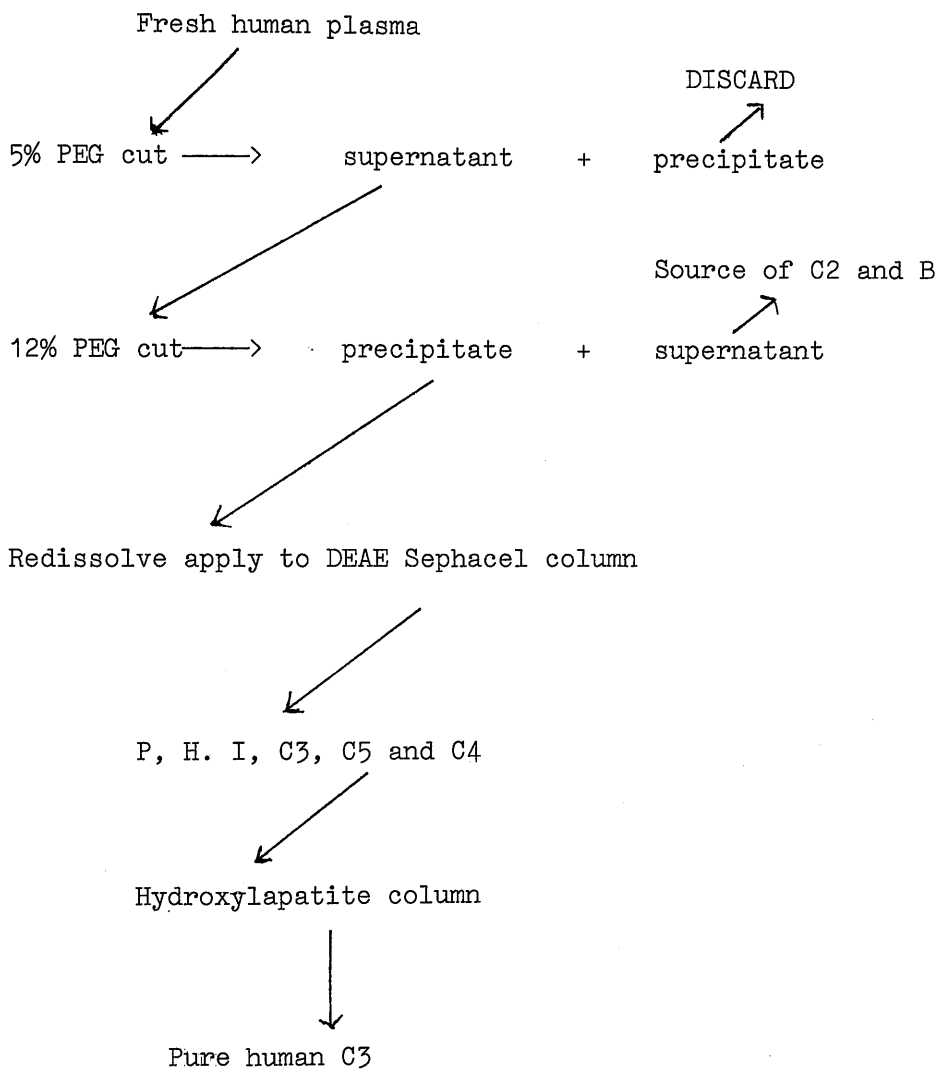 Fresh human plasma
DISCARD
5% PEG cut supernatant + precipitate
Source of C2 and B
12% PEG cut precipitate + supernatant
Redissolve apply to DEAE Sephacel column
P, H. I, C3, C5 and C4
Hydroxylapatite column
Pure human C3